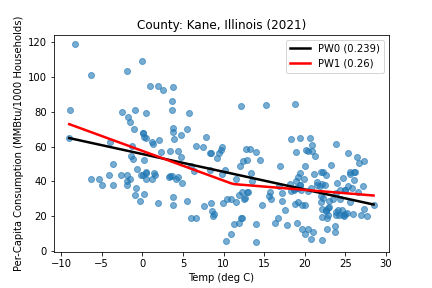 County: Kane, Illinois (2021)
PW0 (0.239)
PW1 (0.26)
Per-Capita Consumption (MMBtu/1000 Households)
120
100
80
60
40
20
0
−10 −5 0 5 10 15 20 25 30
Temp (deg C)